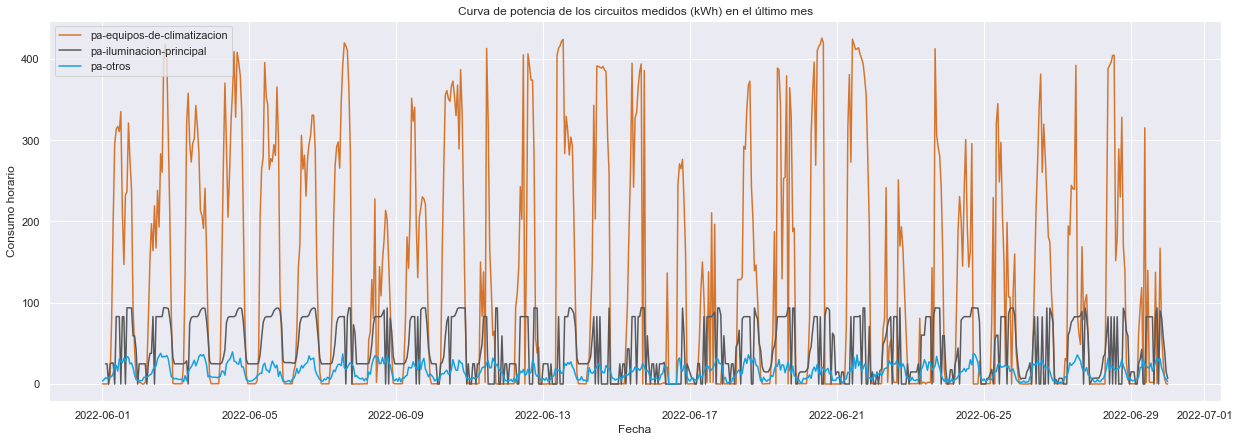 Curva de potencia de los circuitos medidos (kWh) en el último mes
pa-equipos-de-climatizacion
pa-iluminacion-principal
pa-otros
Consumo horario
400
300
200
100
0
2022-06-01 2022-06-05 2022-06-09 2022-06-13 2022-06-17 2022-06-21 2022-06-25 2022-06-29 2022-07-01
Fecha